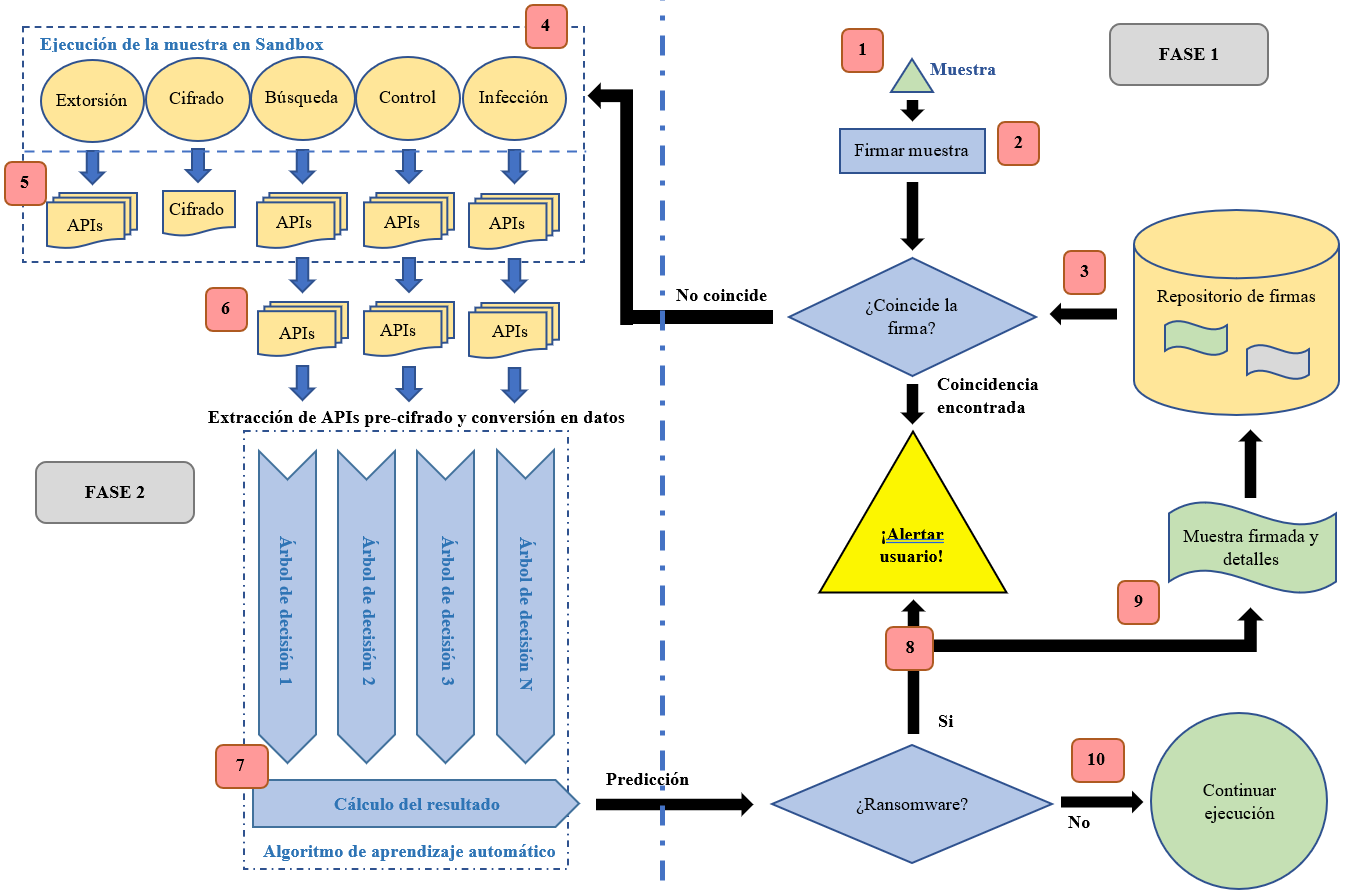 4
Ejecución de la muestra en Sandbox
Extorsión
Cifrado
Búsqueda
Control
Infección
5
APIs
Cifrado
APIs
APIs
APIs
6
APIs
APIs
APIs
Extracción de APIs pre-cifrado y conversión en datos
FASE 2
Árbol de decisión 1
Árbol de decisión 2
Árbol de decisión 3
Árbol de decisión N
7
Cálculo del resultado
Algoritmo de aprendizaje automático
Predicción
No coincide
1
Muestra
FASE 1
Firmar muestra
2
3
Repositorio de firmas
¿Coincide la
firma?
Coincidencia
encontrada
¡Alertar
usuario!
Muestra firmada y
detalles
9
8
Si
¿Ransomware?
10
No
Continuar
ejecución